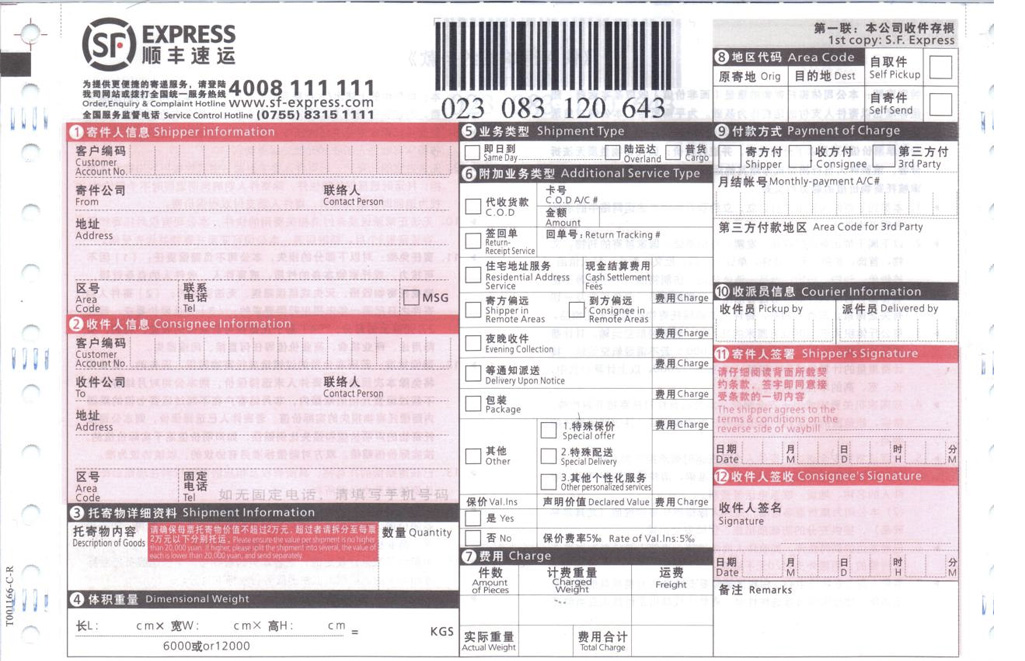 SF EXPRESS
顺丰速运
为提供更便捷的寄递服务，请登陆
我司网站或拨打全国统一服务热线 4008 111 111
Order,Enquiry & Complaint Hotline www.sf-express.com
全国服务监督电话 Service Control Hotline (0755) 8315 1111
023 083 120 643
第一联：本公司收件存根
1st copy: S.F. Express
1 寄件人信息 Shipper information
客户编码
Customer
Account No.
寄件公司 联络人
From Contact Person
地址
Address
区号 联系
Area 电话
Code Tel
MSG
2 收件人信息 Consignee Information
客户编码
Customer
Account No.
收件公司 联络人
To Contact Person
地址
Address
区号 固定
Area 电话
Code Tel
如无固定电话，请填写手机号码
3 托寄物详细资料 Shipment Information
托寄物内容
Description of Goods
请确保每票托寄物价值不超过2万元，超过者请拆分至每票
2万元以下分别托运。Please ensure the value per shipment is no higher
than 20,000 yuan. If higher, please split the shipment into several, the value of
each is lower than 20,000 yuan, and send separately
数量 Quantity
4 体积重量 Dimensional Weight
长L: cm× 宽W: cm× 高H: cm = KGS
6000或or12000
5 业务类型 Shipment Type
即日到 陆运达 普货
Same Day Overland Cargo
6 附加业务类型 Additional Service Type
代收货款
C.O.D
卡号
C.O.D A/C #
金额
Amount
签回单
Return-
Receipt Service
回单号：Return Tracking #
住宅地址服务 现金结算费用
Residential Address Cash Settlement
Service Fees
寄方偏远 到方偏远 费用 Charge
Shipper in Consignee in
Remote Areas Remote Areas
夜晚收件 费用 Charge
Evening Collection
等通知派送 费用 Charge
Delivery Upon Notice
包装 费用 Charge
Package
其他
Other
1.特殊保价 费用 Charge
Special offer
2.特殊配送
Special Delivery
3.其他个性化服务
Other personalized services
保价 Val.Ins 声明价值 Declared Value 费用 Charge
是 Yes
否 No 保价费率5‰ Rate of Val.Ins:5‰
7 费用 Charge
件数 计费重量 运费
Amount Charged Freight
of Pieces Weight
实际重量 费用合计
Actual Weight Total Charge
8 地区代码 Area Code
原寄地 Orig 目的地 Dest
自取件
Self Pickup
自寄件
Self Send
9 付款方式 Payment of Charge
寄方付 收方付 第三方付
Shipper Consignee 3rd Party
月结帐号 Monthly-payment A/C#
第三方付款地区 Area Code for 3rd Party
10 收派员信息 Courier Information
收件员 Pickup by 派件员 Delivered by
11 寄件人签署 Shipper's Signature
请仔细阅读背面所载契
约条款，签字即同意接
受条款的一切内容
The shipper agrees to the
terms & conditions on the
reverse side of waybill
日期 月 日 时 分
Date M D H M
12 收件人签收 Consignee's Signature
收件人签名
Signature
日期 月 日 时 分
Date M D H M
备注 Remarks
T001166-C-R